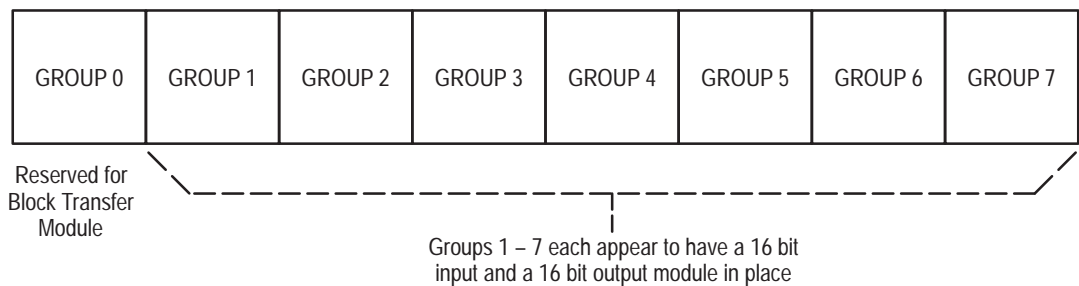 GROUP 0 GROUP 1 GROUP 2 GROUP 3 GROUP 4 GROUP 5 GROUP 6 GROUP 7
Reserved for
Block Transfer
Module
Groups 1 – 7 each appear to have a 16 bit
input and a 16 bit output module in place